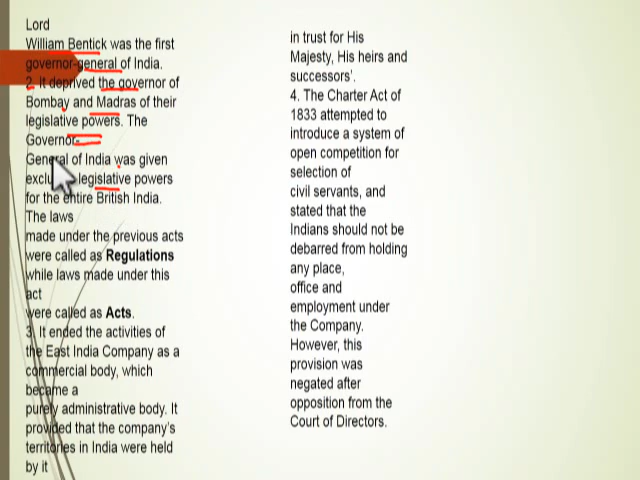 Lord
William Bentick was the first
governor-general of India.
2. It deprived the governor of
Bombay and Madras of their
legislative powers. The
Governor-
General of India was given
exclu legislative powers
for the entire British India.
The laws
made under the previous acts
were called as Regulations
while laws made under this
act
were called as Acts.
3. It ended the activities of
the East India Company as a
commercial body, which
became a
purely administrative body. It
provided that the company's
territories in India were held
by it
in trust for His
Majesty, His heirs and
successors'.
4. The Charter Act of
1833 attempted to
introduce a system of
open competition for
selection of
civil servants, and
stated that the
Indians should not be
debarred from holding
any place,
office and
employment under
the Company.
However, this
provision was
negated after
opposition from the
Court of Directors.